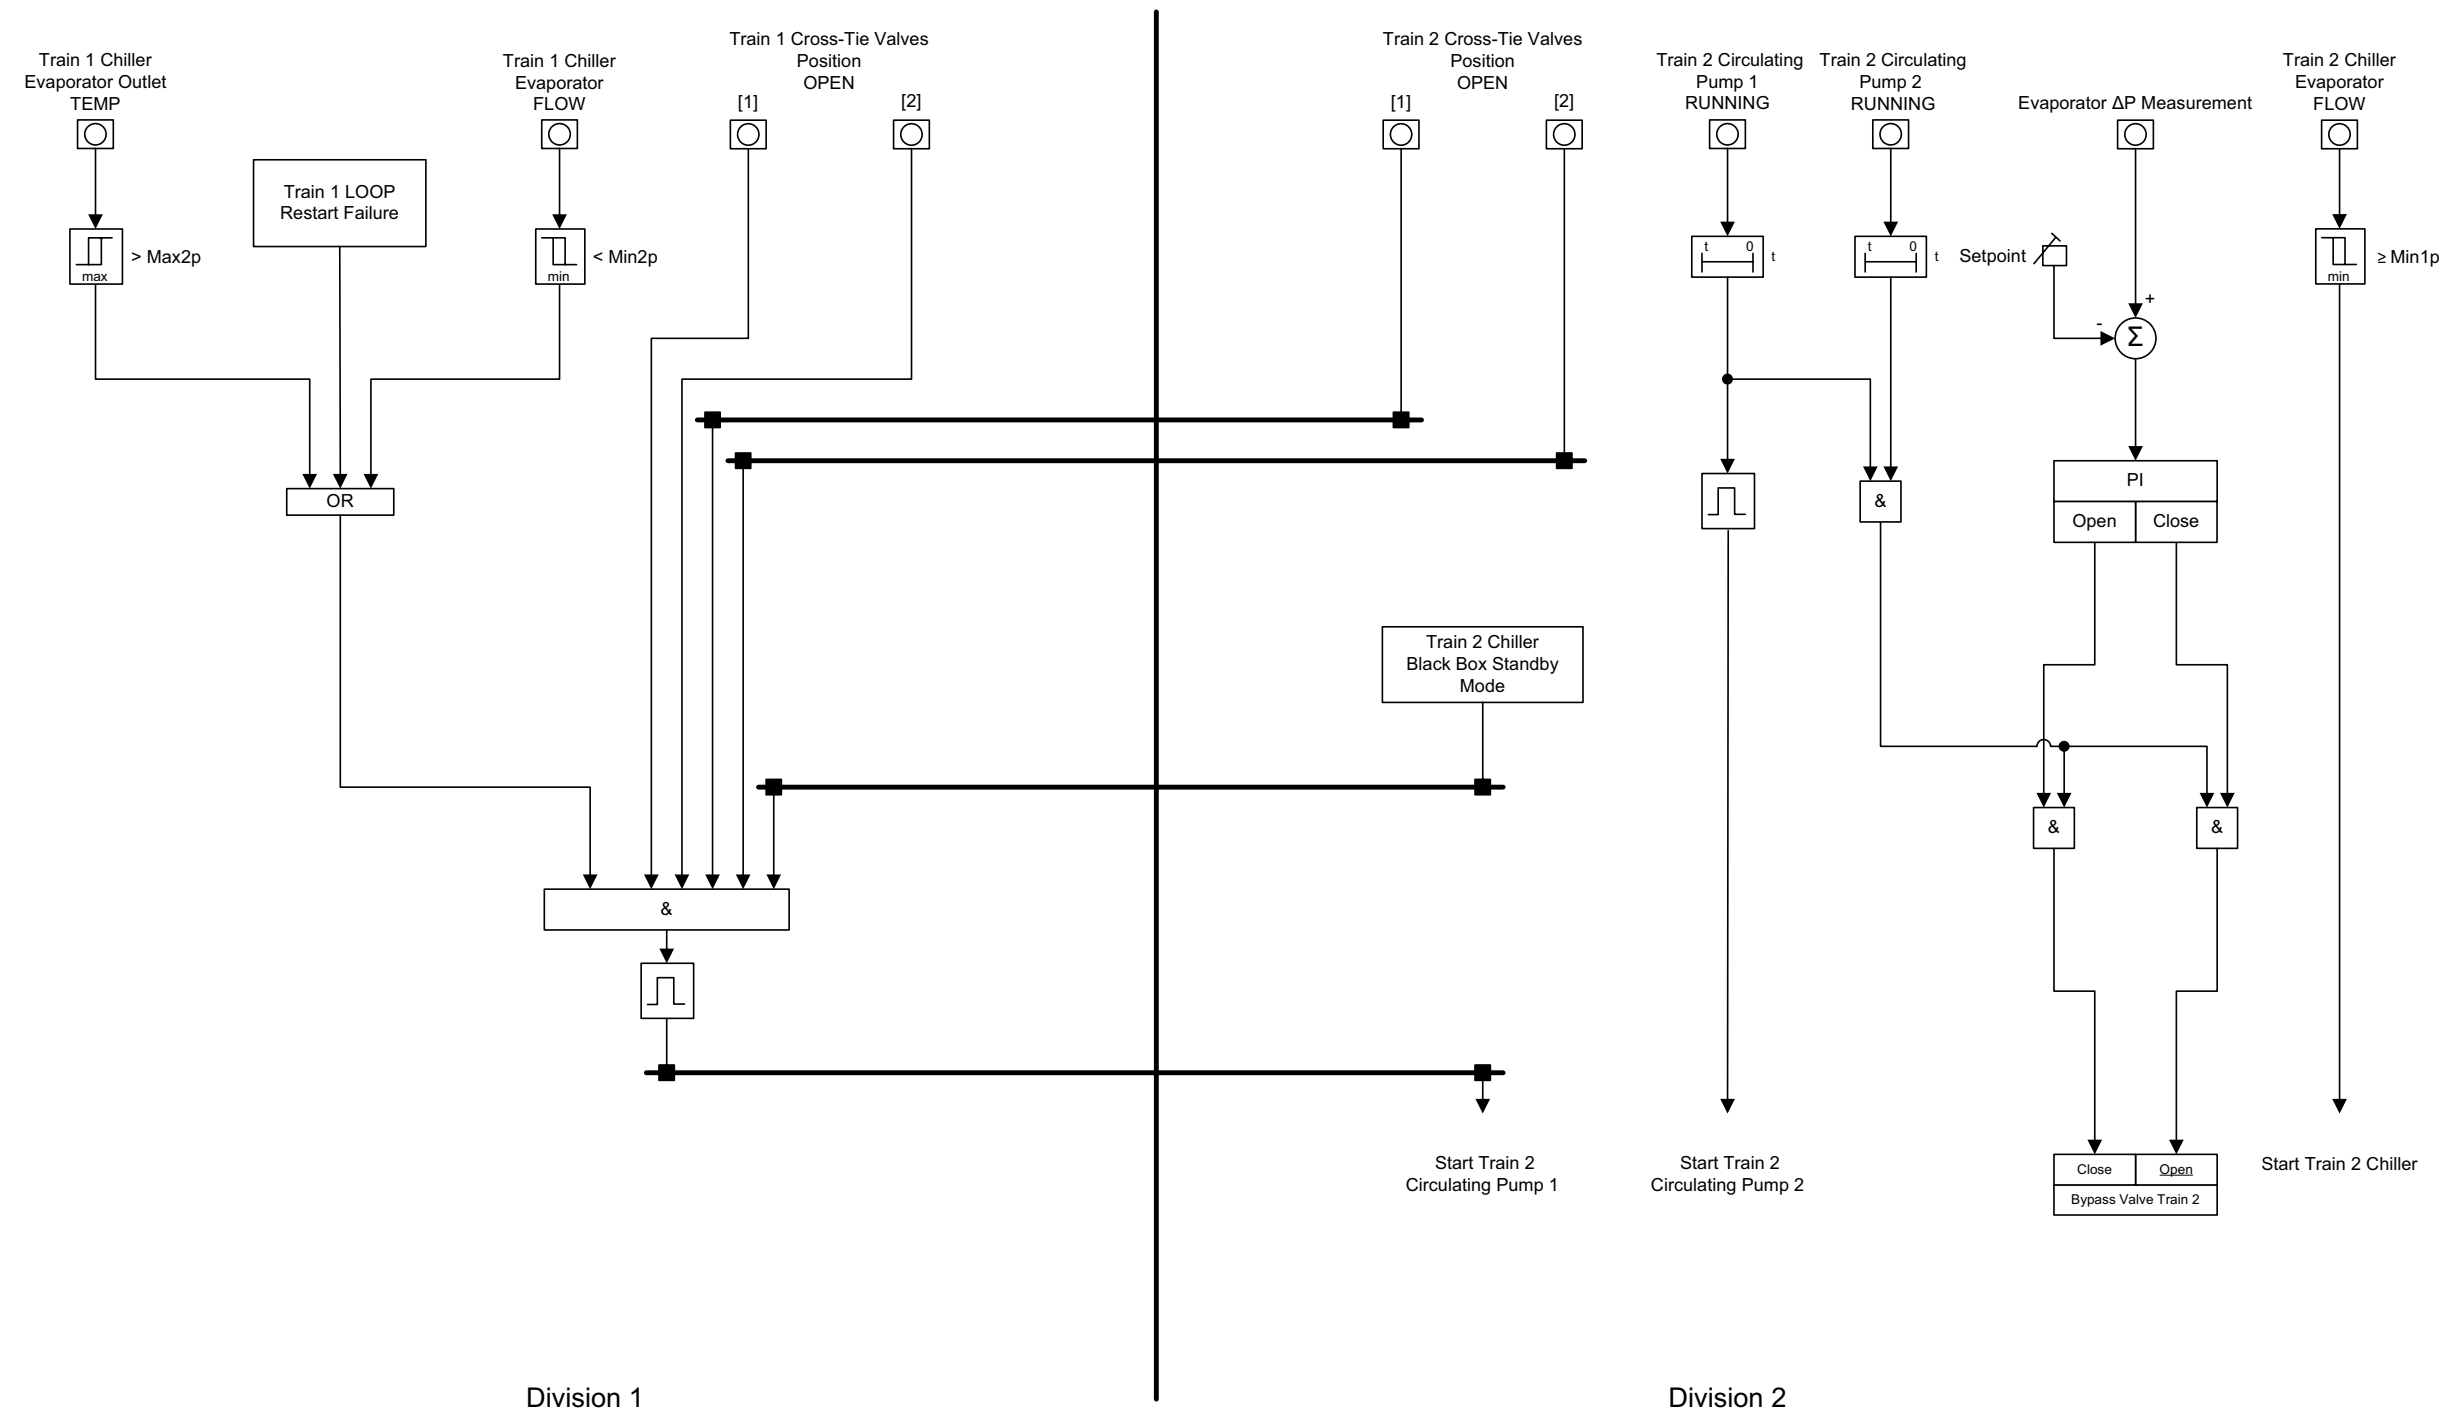 Train 1 Chiller
Evaporator Outlet
TEMP
Train 1 LOOP
Restart Failure
Train 1 Chiller
Evaporator
FLOW
Train 1 Cross-Tie Valves
Position
OPEN
[1]
[2]
Train 2 Cross-Tie Valves
Position
OPEN
[1]
[2]
Train 2 Circulating
Pump 1
RUNNING
Train 2 Circulating
Pump 2
RUNNING
Evaporator ΔP Measurement
Train 2 Chiller
Evaporator
FLOW
max
> Max2p
min
< Min2p
t 0
t
t 0
t
Setpoint
min
≥ Min1p
+
-
Σ
OR
&
PI
Open
Close
Train 2 Chiller
Black Box Standby
Mode
&
&
&
Start Train 2
Circulating Pump 1
Start Train 2
Circulating Pump 2
Close
Open
Bypass Valve Train 2
Start Train 2 Chiller
Division 1
Division 2